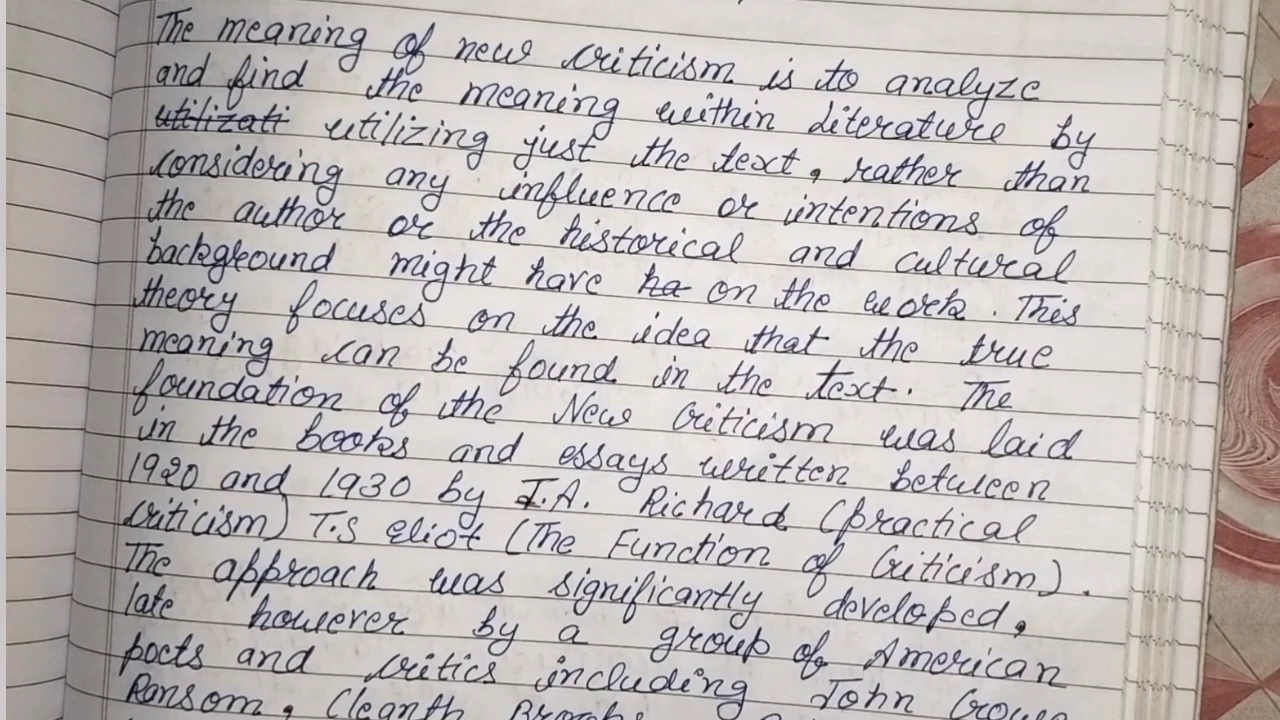 The meaning of new criticism is to analyze
and find the meaning within literature by
utilizati utilizing just the text, rather than
considering any influence or intentions of
the author or the historical and cultural
background might have ha on the work. This
theory focuses on the idea that the true
meaning can be found in the text. The
foundation of the New Criticism was laid
in the books and essays written between
1920 and 1930 by I.A. Richard (practical
criticism) T.S Eliot (The Function of Criticism).
The approach was significantly developed,
late however by a group of American
poets and critics including John Crowe
Ransom, Cleanth